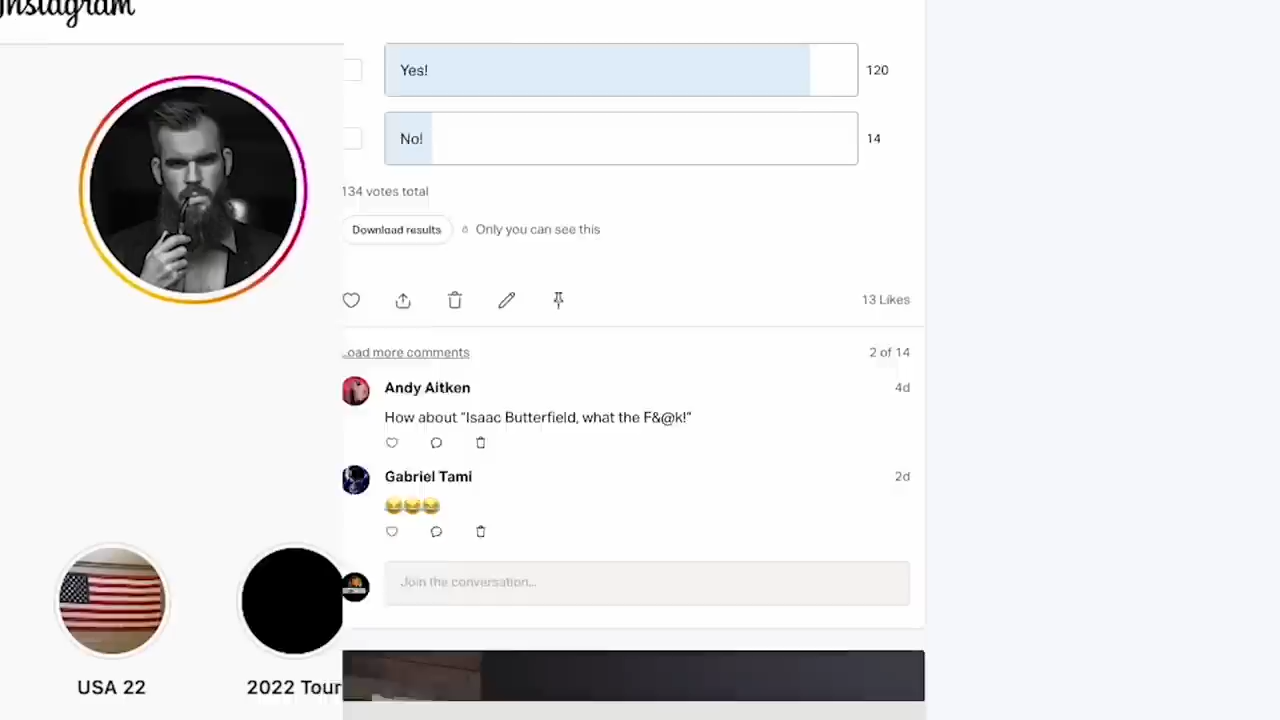 Instagram
Yes!
120
No!
14
134 votes total
Download results
Only you can see this
13 Likes
Load more comments
2 of 14
Andy Aitken
4d
How about "Isaac Butterfield, what the F&@k!"
Gabriel Tami
2d
😂😂😂
Join the conversation...
USA 22
2022 Tour